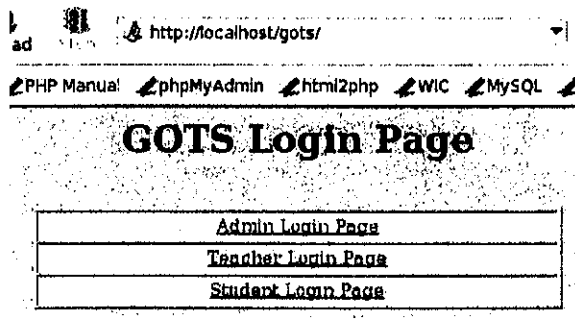 http://localhost/gots/
ad
PHP Manual phpMyAdmin html2php WIC MySQL
GOTS Login Page
Admin Login Page
Teacher Login Page
Student Login Page